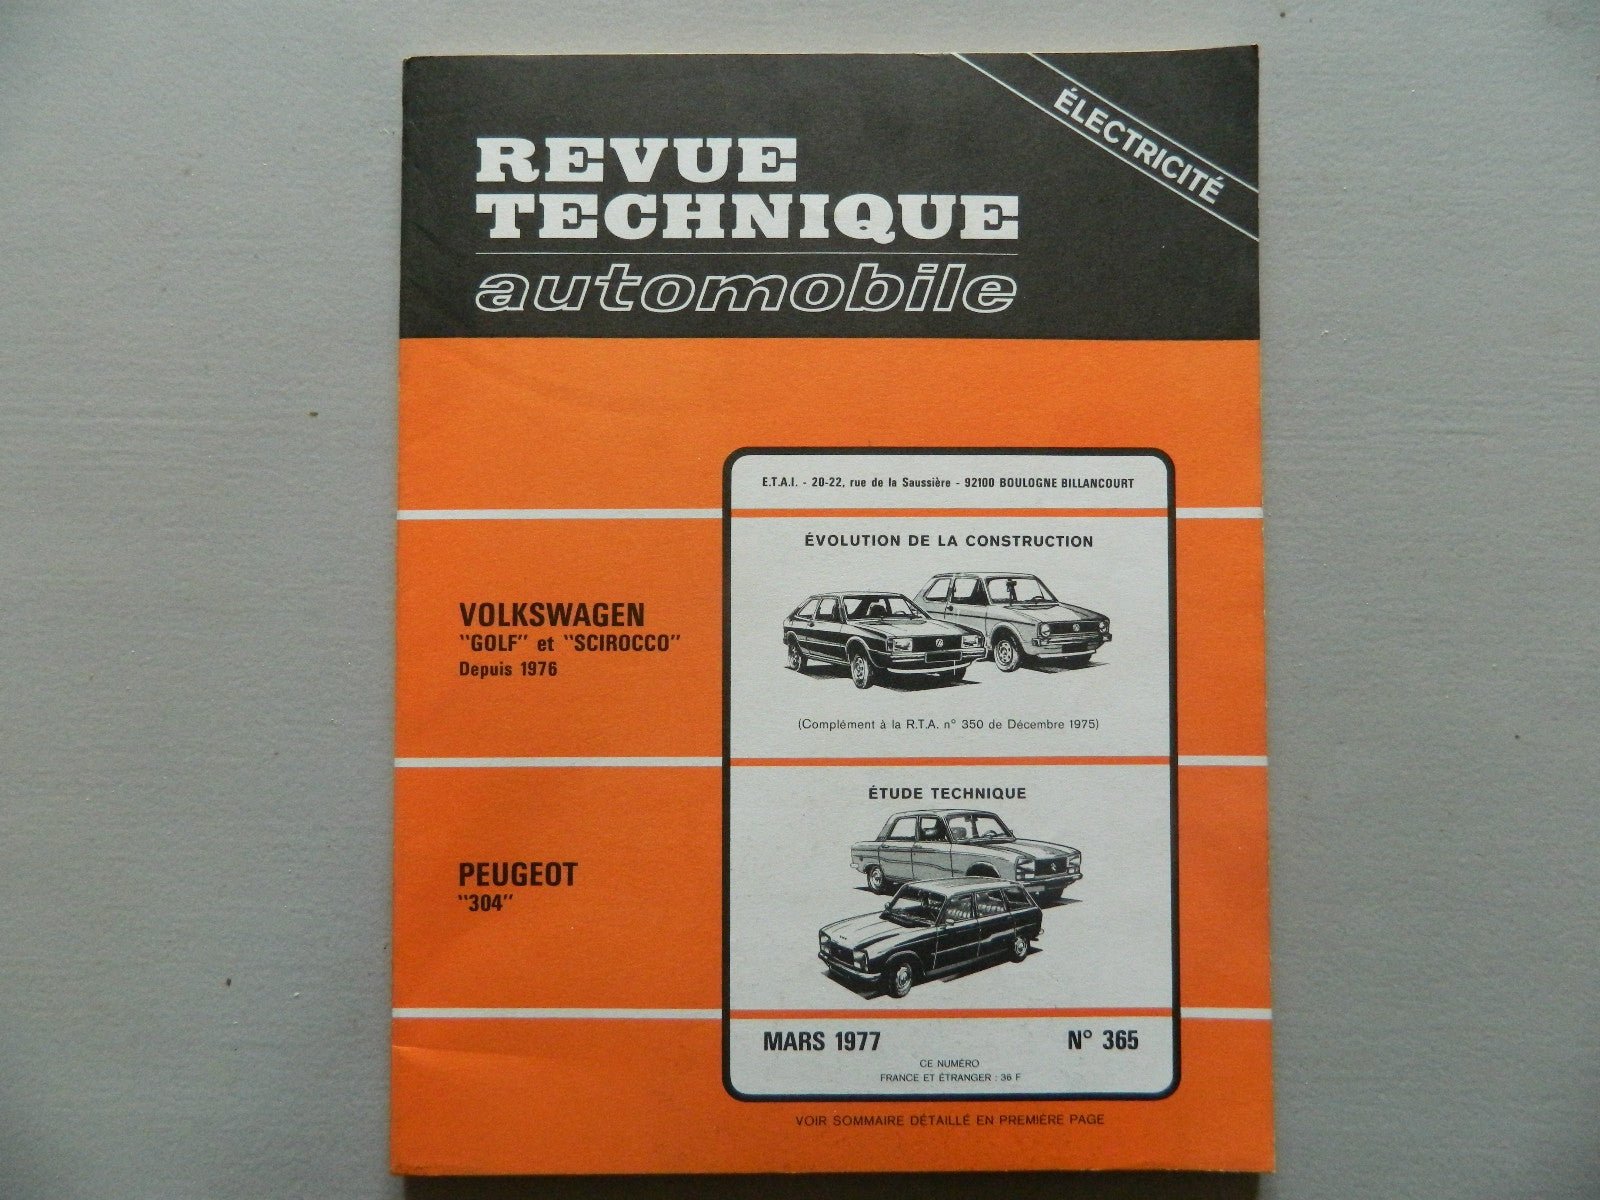 ÉLECTRICITÉ
REVUE
TECHNIQUE
automobile
E.T.A.I. - 20-22, rue de la Saussière - 92100 BOULOGNE BILLANCOURT
ÉVOLUTION DE LA CONSTRUCTION
VOLKSWAGEN
"GOLF" et "SCIROCCO"
Depuis 1976
(Complément à la R.T.A. n° 350 de Décembre 1975)
ÉTUDE TECHNIQUE
PEUGEOT
"304"
MARS 1977 N° 365
CE NUMÉRO
FRANCE ET ÉTRANGER : 36 F
VOIR SOMMAIRE DÉTAILLÉ EN PREMIÈRE PAGE